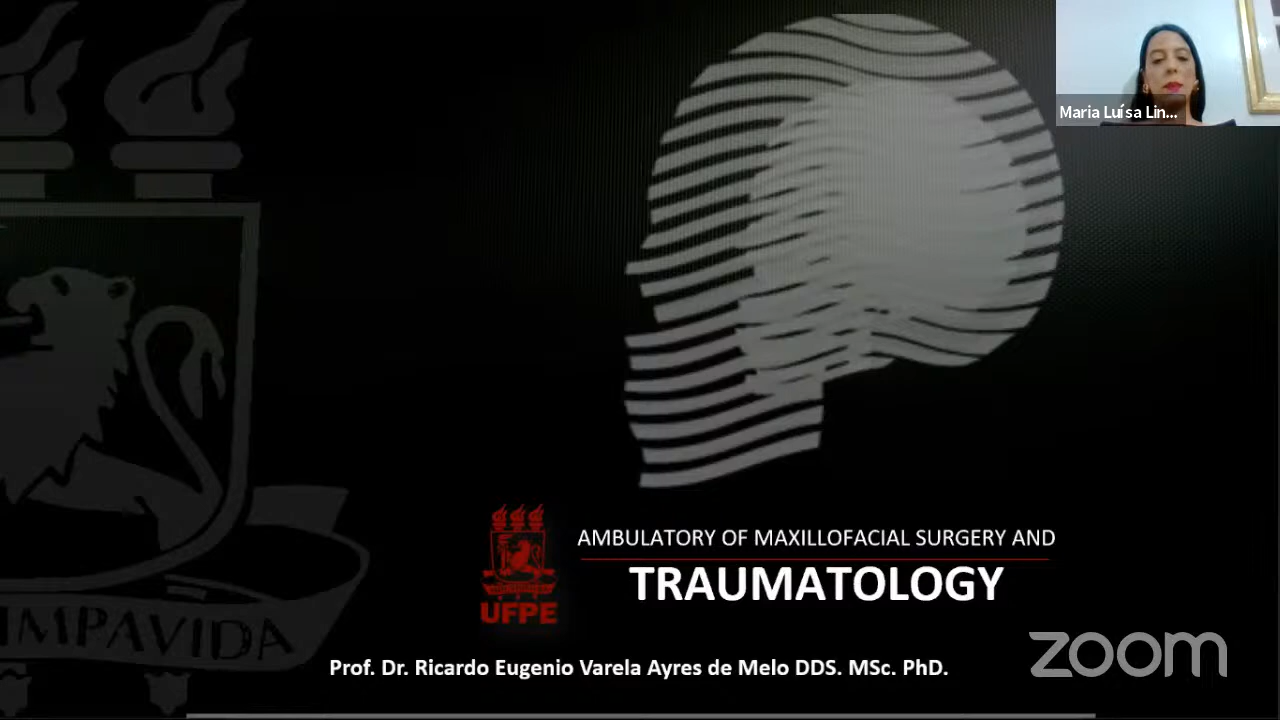 Maria Luísa Lin...
AMBULATORY OF MAXILLOFACIAL SURGERY AND
TRAUMATOLOGY
UFPE
Prof. Dr. Ricardo Eugenio Varela Ayres de Melo DDS. MSc. PhD.
zoom
IMPAVIDA